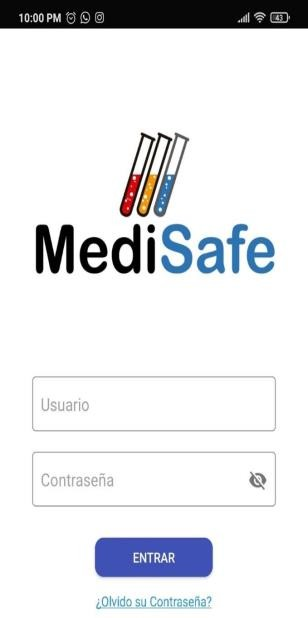 10:00 PM
43
MediSafe
Usuario
Contraseña
ENTRAR
¿Olvido su Contraseña?